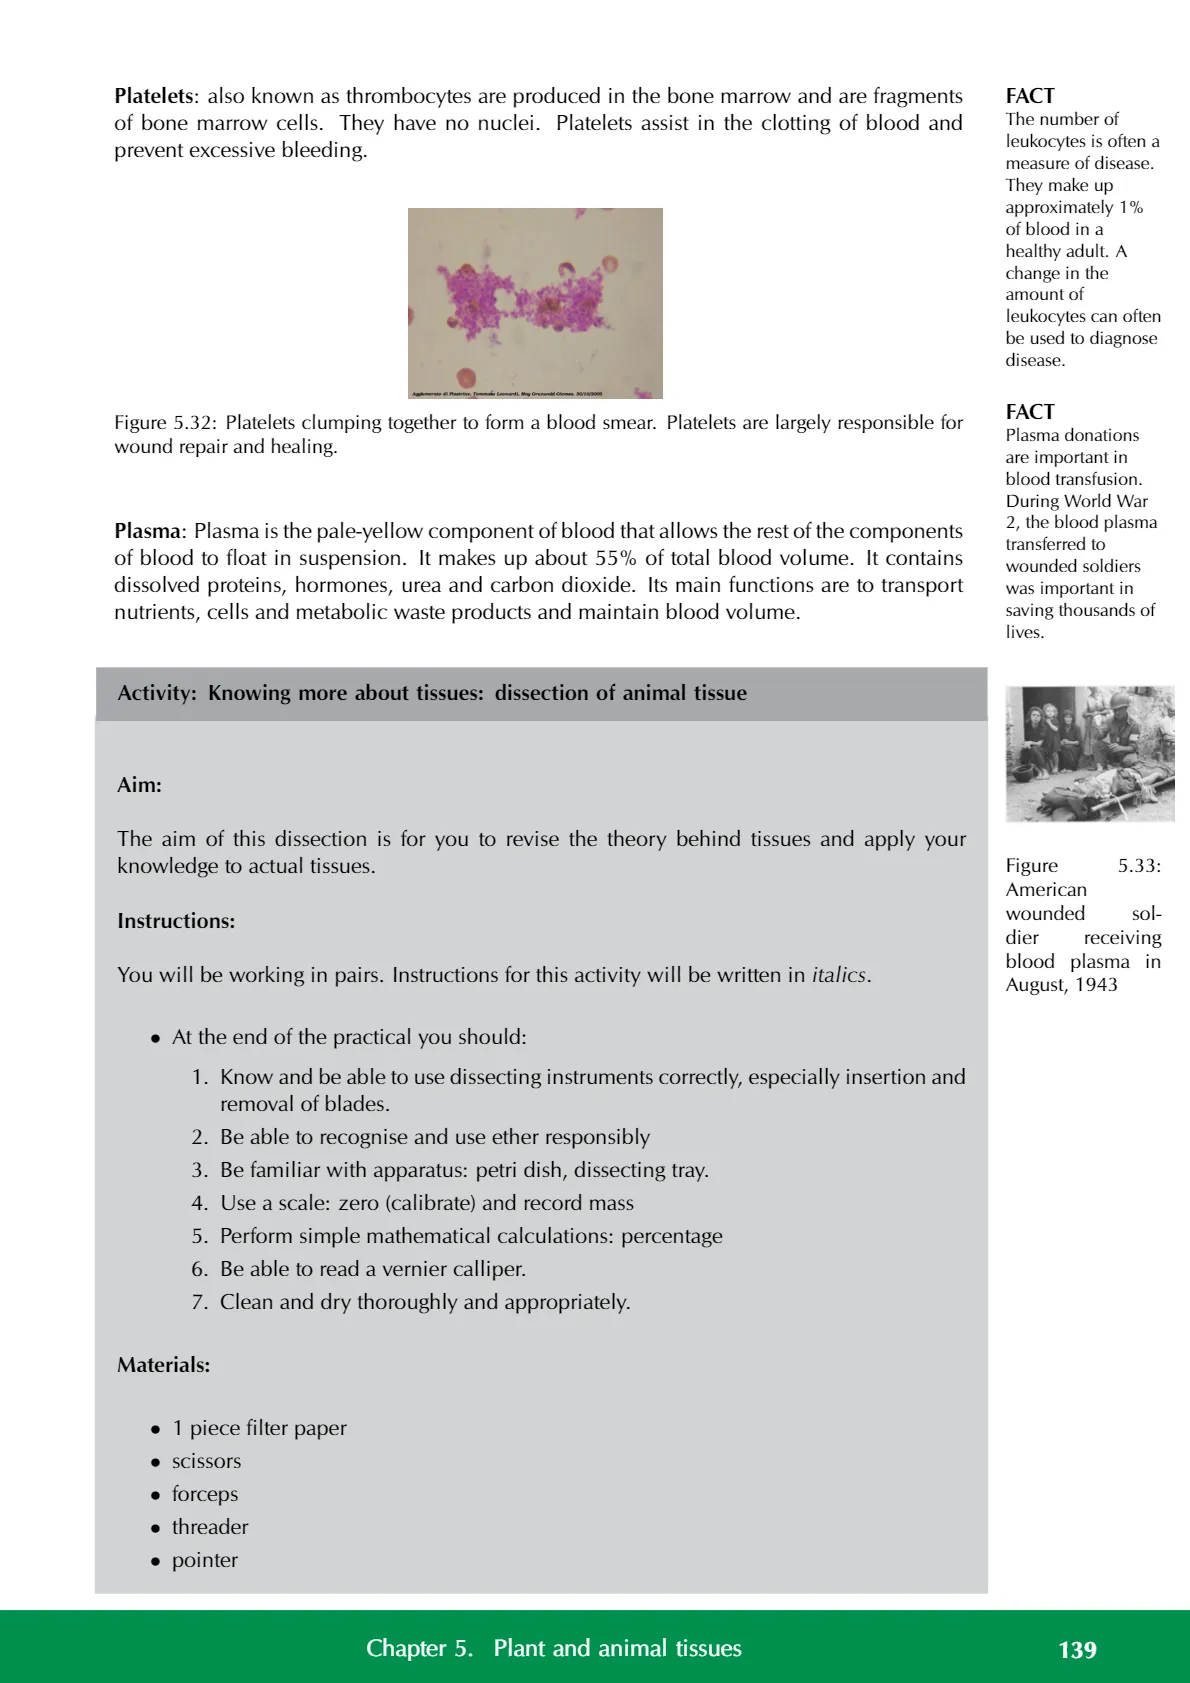 Platelets: also known as thrombocytes are produced in the bone marrow and are fragments
of bone marrow cells. They have no nuclei. Platelets assist in the clotting of blood and
prevent excessive bleeding.
Agglomerato di Piastrine, Tommaso Leonardi, May Grunwald Giemsa, 30/10/2005
Figure 5.32: Platelets clumping together to form a blood smear. Platelets are largely responsible for
wound repair and healing.
Plasma: Plasma is the pale-yellow component of blood that allows the rest of the components
of blood to float in suspension. It makes up about 55% of total blood volume. It contains
dissolved proteins, hormones, urea and carbon dioxide. Its main functions are to transport
nutrients, cells and metabolic waste products and maintain blood volume.
Activity: Knowing more about tissues: dissection of animal tissue
Aim:
The aim of this dissection is for you to revise the theory behind tissues and apply your
knowledge to actual tissues.
Instructions:
You will be working in pairs. Instructions for this activity will be written in italics.
• At the end of the practical you should:
1. Know and be able to use dissecting instruments correctly, especially insertion and
removal of blades.
2. Be able to recognise and use ether responsibly
3. Be familiar with apparatus: petri dish, dissecting tray.
4. Use a scale: zero (calibrate) and record mass
5. Perform simple mathematical calculations: percentage
6. Be able to read a vernier calliper.
7. Clean and dry thoroughly and appropriately.
Materials:
• 1 piece filter paper
• scissors
• forceps
• threader
• pointer
FACT
The number of
leukocytes is often a
measure of disease.
They make up
approximately 1%
of blood in a
healthy adult. A
change in the
amount of
leukocytes can often
be used to diagnose
disease.
FACT
Plasma donations
are important in
blood transfusion.
During World War
2, the blood plasma
transferred to
wounded soldiers
was important in
saving thousands of
lives.
Figure 5.33:
American
wounded sol-
dier receiving
blood plasma in
August, 1943
Chapter 5. Plant and animal tissues
139